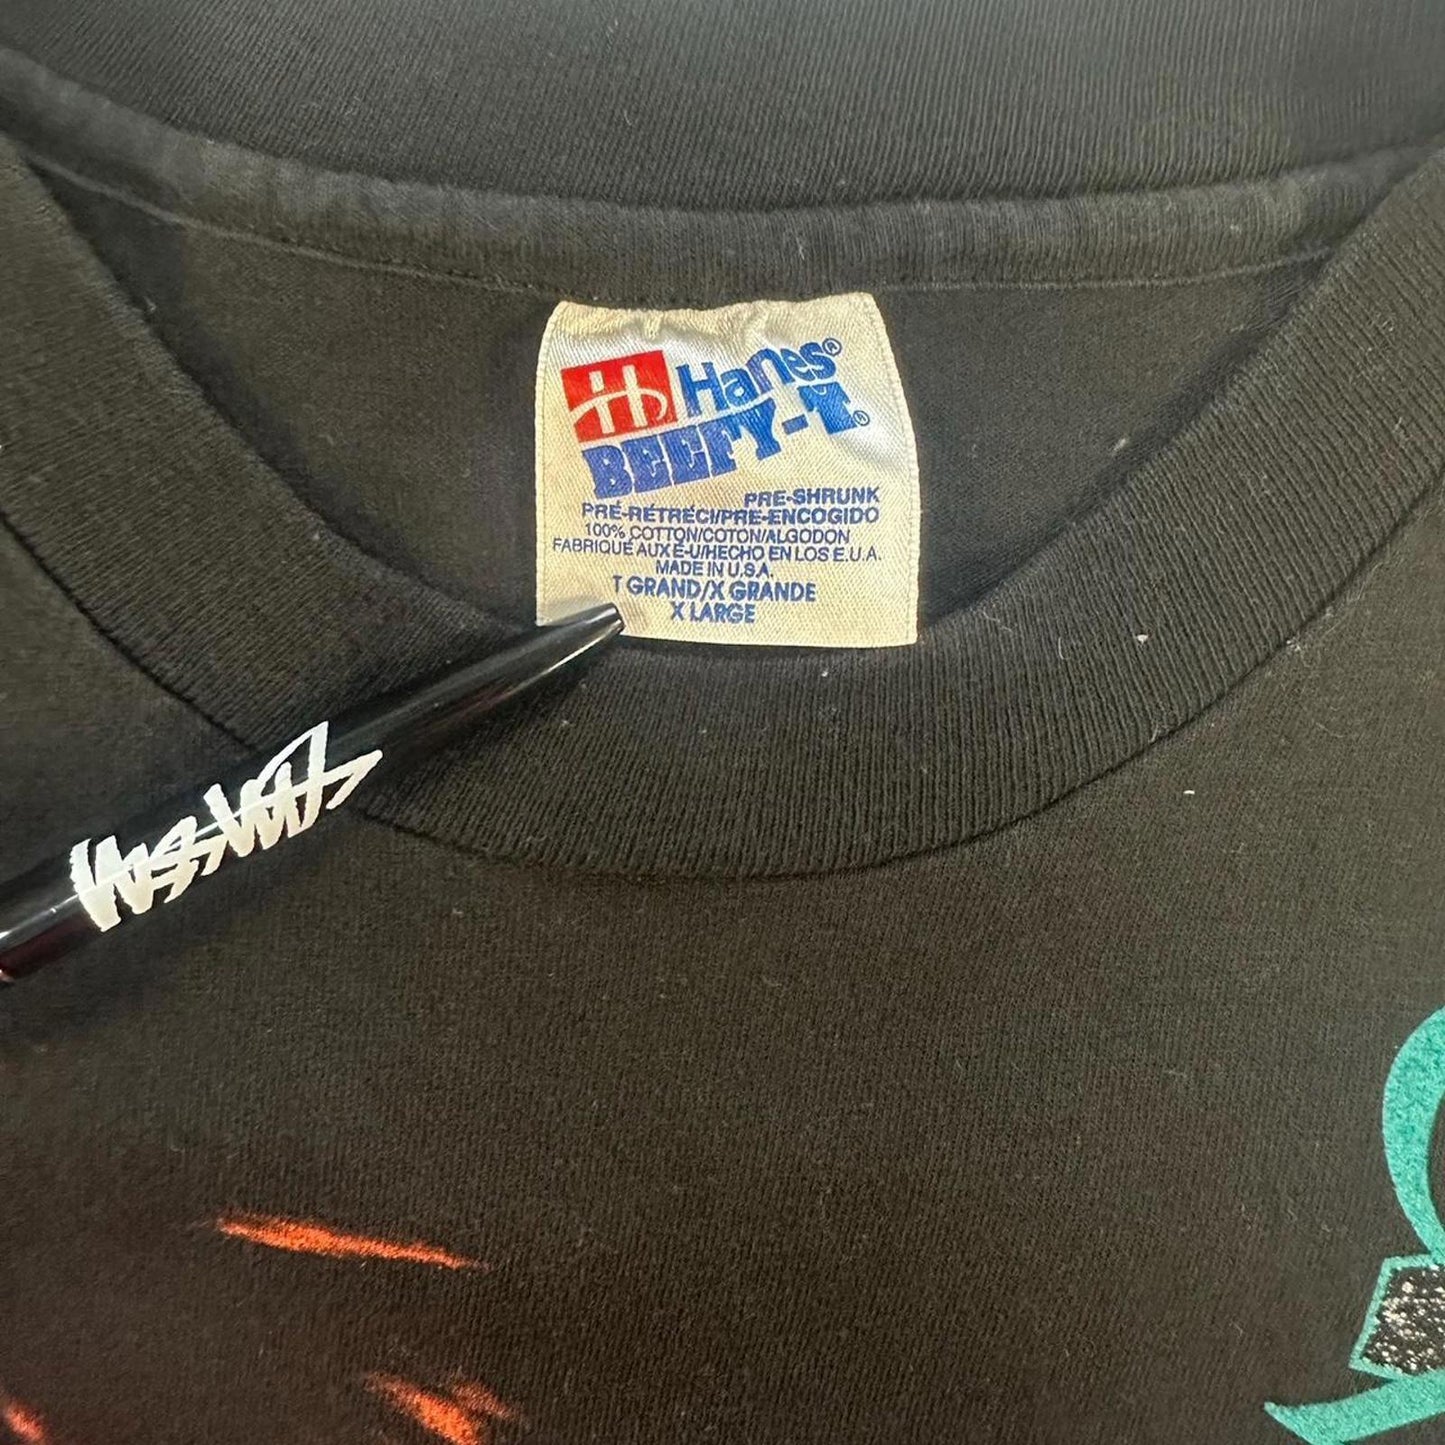 Hanes®
BEEFY-T®
PRE-SHRUNK
PRÉ-RÉTRÉCI/PRE-ENCOGIDO
100% COTTON/COTON/ALGODON
FABRIQUÉ AUX É-U/HECHO EN LOS E.U.A.
MADE IN U.S.A.
T GRAND/X GRANDE
X LARGE